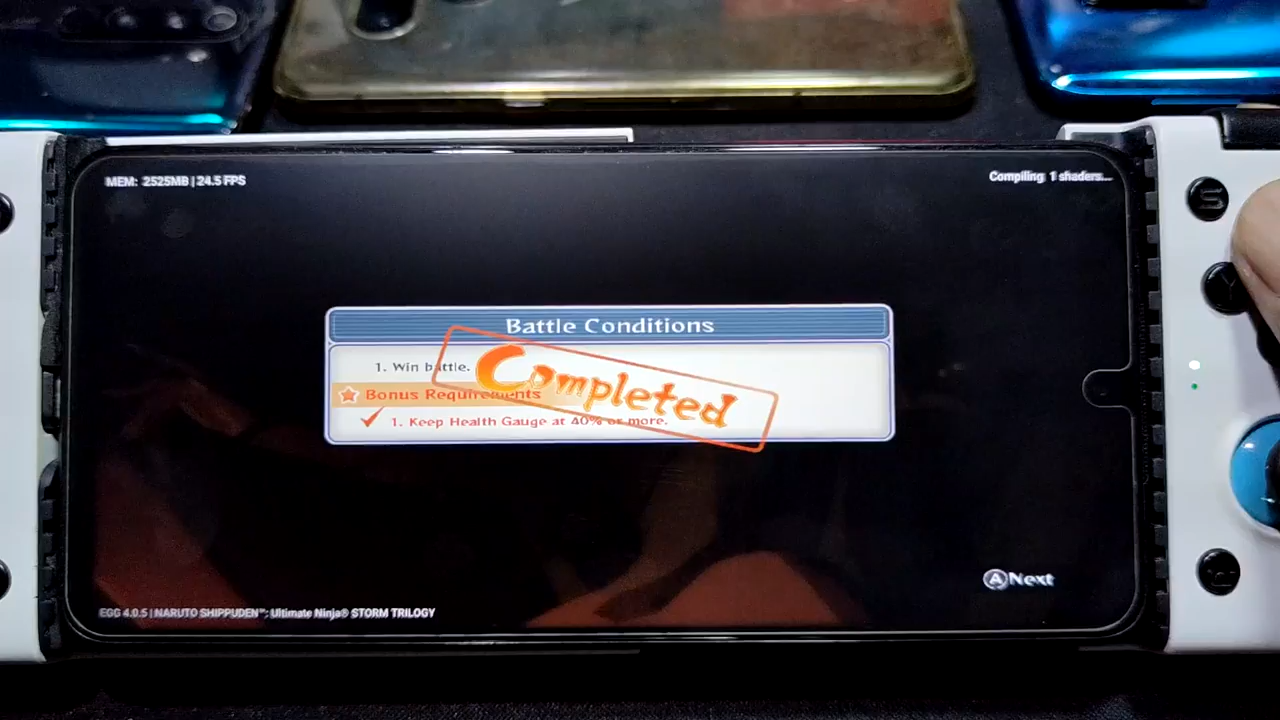 MEM: 2525MB | 24.5 FPS
Compiling 1 shaders...
S
Y
Battle Conditions
1. Win battle.
Completed
Bonus Requirements
1. Keep Health Gauge at 40% or more.
Ⓐ Next
EGG 4.0.5 | NARUTO SHIPPUDEN™: Ultimate Ninja® STORM TRILOGY